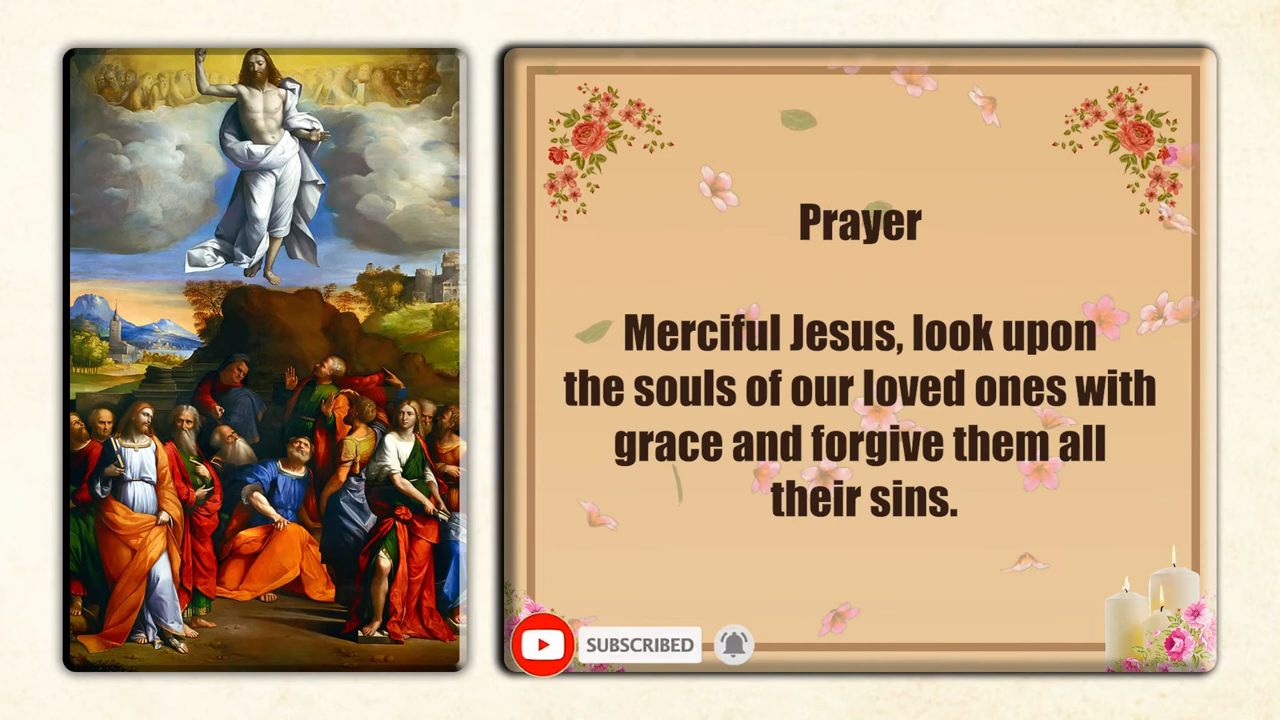 Prayer
Merciful Jesus, look upon
the souls of our loved ones with
grace and forgive them all
their sins.
SUBSCRIBED